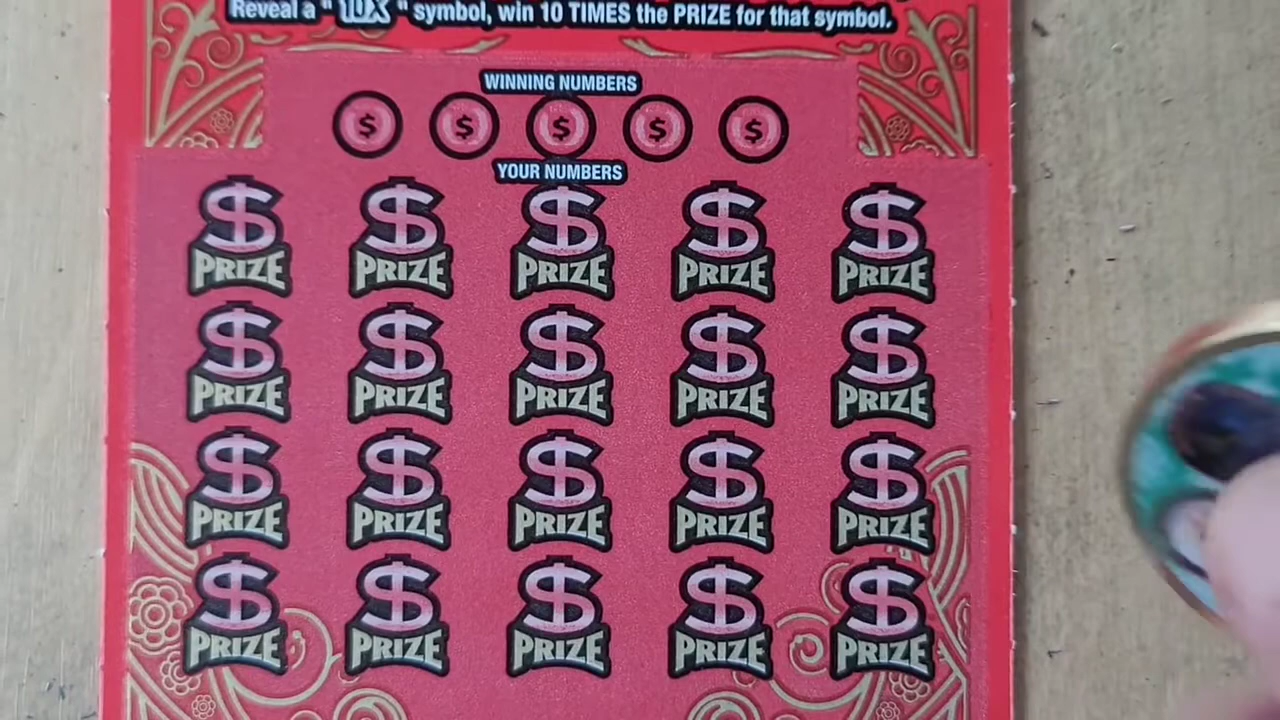 Reveal a "10X" symbol, win 10 TIMES the PRIZE for that symbol.
WINNING NUMBERS
$ $ $ $ $
YOUR NUMBERS
$ $ $ $ $
PRIZE PRIZE PRIZE PRIZE PRIZE
$ $ $ $ $
PRIZE PRIZE PRIZE PRIZE PRIZE
$ $ $ $ $
PRIZE PRIZE PRIZE PRIZE PRIZE
$ $ $ $ $
PRIZE PRIZE PRIZE PRIZE PRIZE